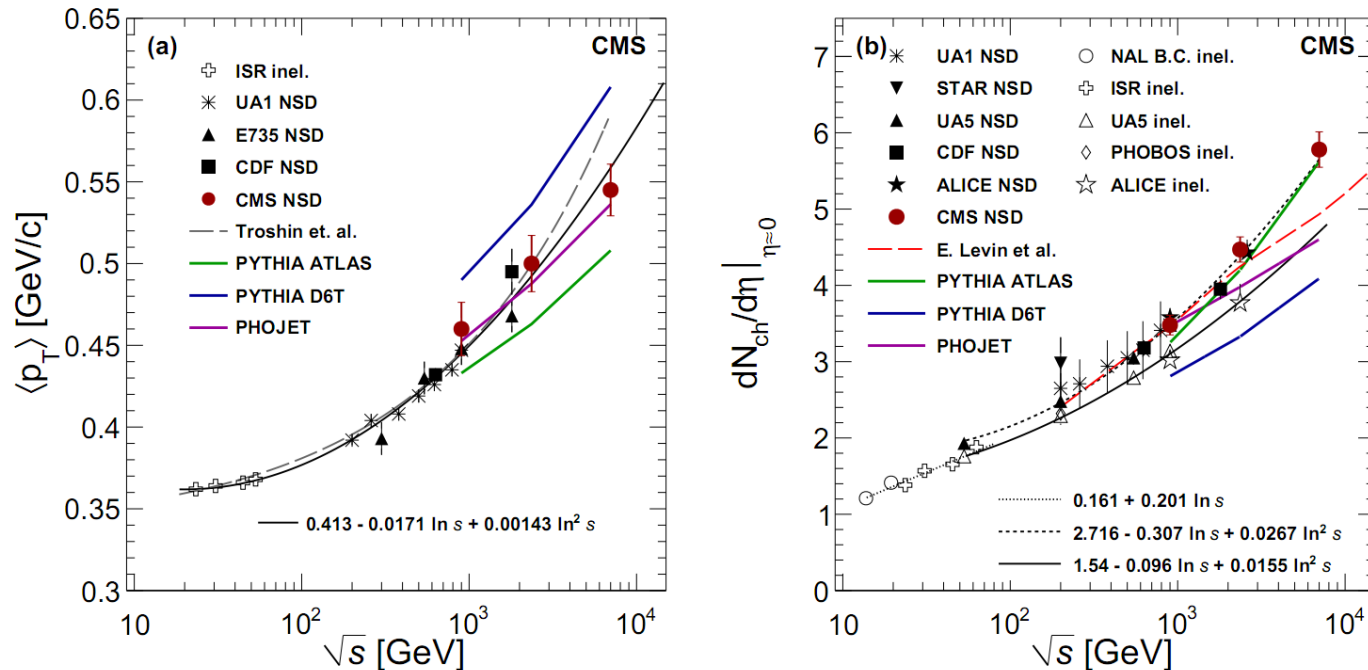 (a)
CMS
ISR inel.
UA1 NSD
E735 NSD
CDF NSD
CMS NSD
Troshin et. al.
PYTHIA ATLAS
PYTHIA D6T
PHOJET
0.413 - 0.0171 ln s + 0.00143 ln² s
⟨p_T⟩ [GeV/c]
0.65
0.6
0.55
0.5
0.45
0.4
0.35
0.3
10
10²
10³
10⁴
√s [GeV]
(b)
CMS
UA1 NSD
STAR NSD
UA5 NSD
CDF NSD
ALICE NSD
CMS NSD
E. Levin et al.
PYTHIA ATLAS
PYTHIA D6T
PHOJET
NAL B.C. inel.
ISR inel.
UA5 inel.
PHOBOS inel.
ALICE inel.
0.161 + 0.201 ln s
2.716 - 0.307 ln s + 0.0267 ln² s
1.54 - 0.096 ln s + 0.0155 ln² s
dN_ch/dη|_η≈0
7
6
5
4
3
2
1
0
10
10²
10³
10⁴
√s [GeV]